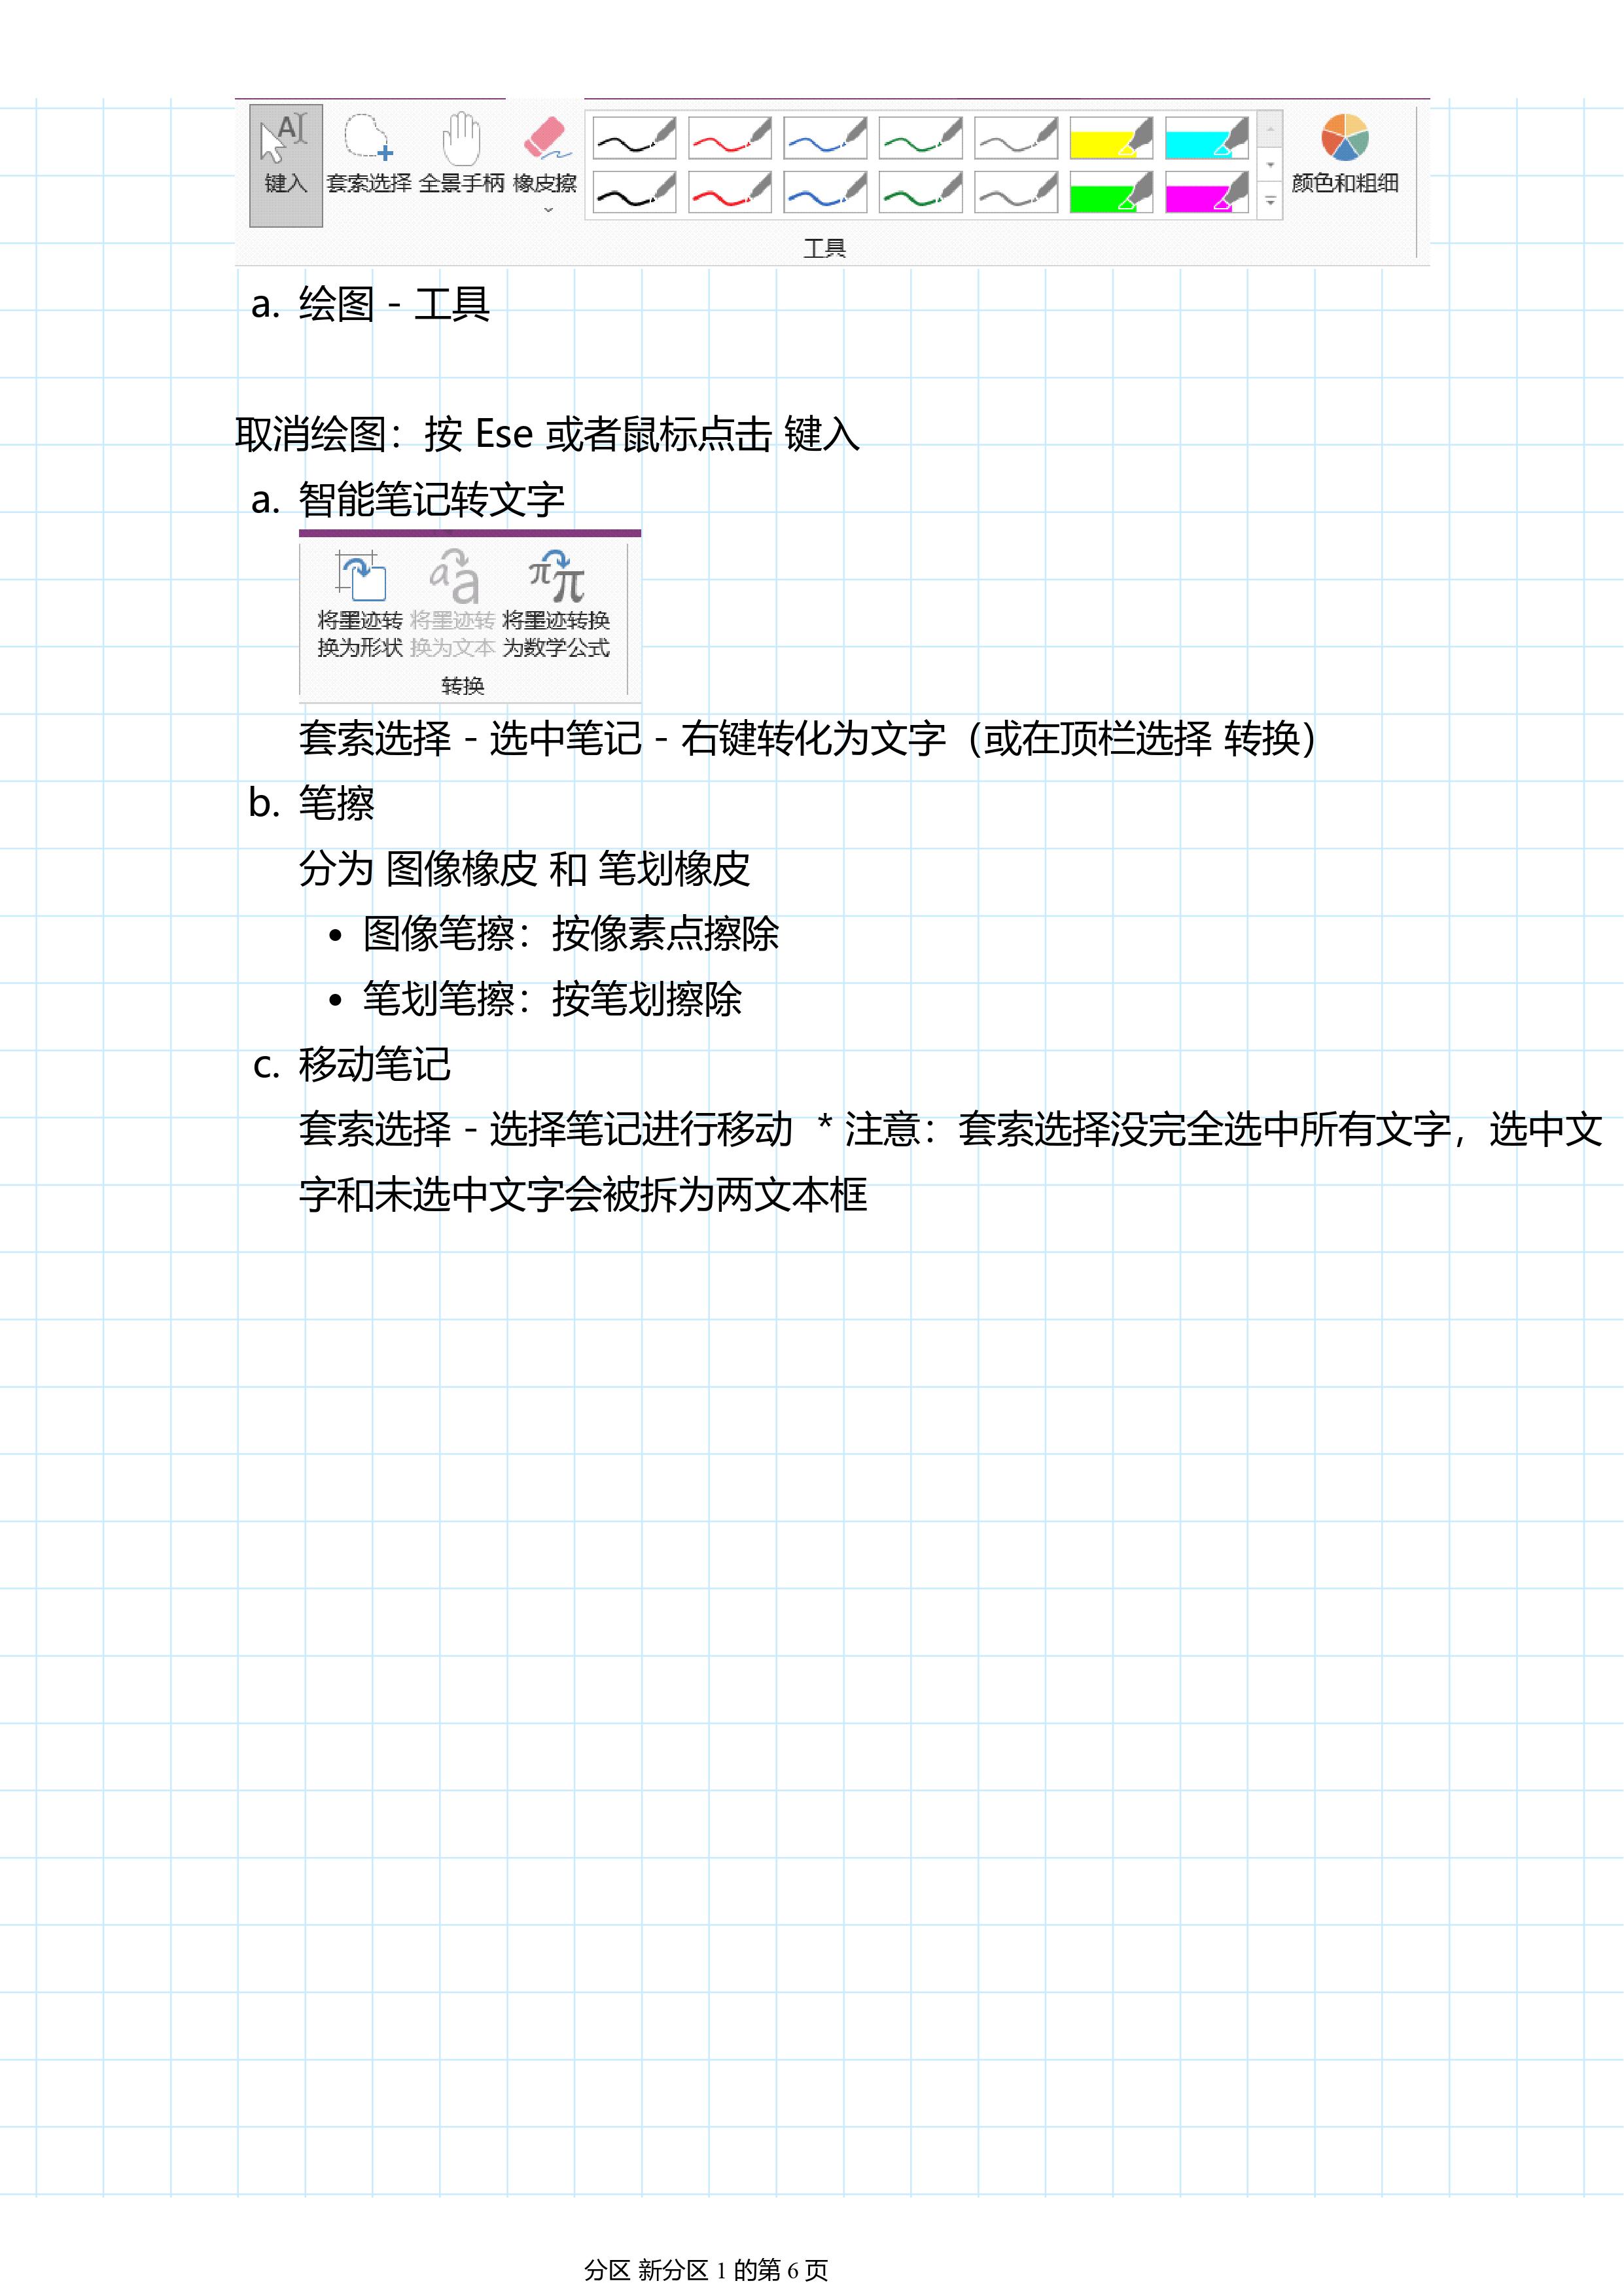 键入 套索选择 全景手柄 橡皮擦 颜色和粗细
工具
a. 绘图 - 工具
取消绘图：按 Ese 或者鼠标点击 键入
a. 智能笔记转文字
将墨迹转 将墨迹转 将墨迹转换
换为形状 换为文本 为数学公式
转换
套索选择 - 选中笔记 - 右键转化为文字（或在顶栏选择 转换）
b. 笔擦
分为 图像橡皮 和 笔划橡皮
• 图像笔擦：按像素点擦除
• 笔划笔擦：按笔划擦除
c. 移动笔记
套索选择 - 选择笔记进行移动 * 注意：套索选择没完全选中所有文字，选中文
字和未选中文字会被拆为两文本框
分区 新分区 1 的第 6 页